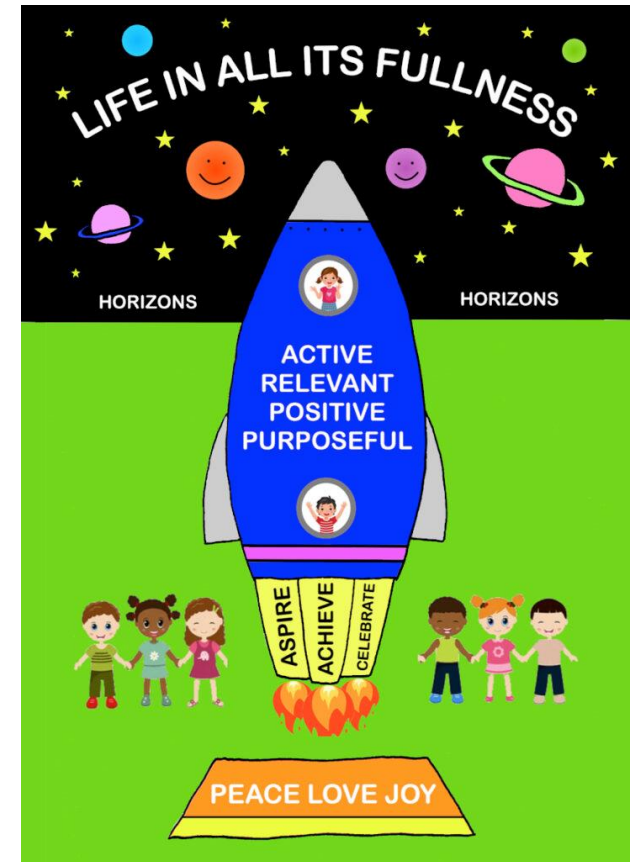 LIFE IN ALL ITS FULLNESS
HORIZONS
HORIZONS
ACTIVE
RELEVANT
POSITIVE
PURPOSEFUL
ASPIRE
ACHIEVE
CELEBRATE
PEACE LOVE JOY